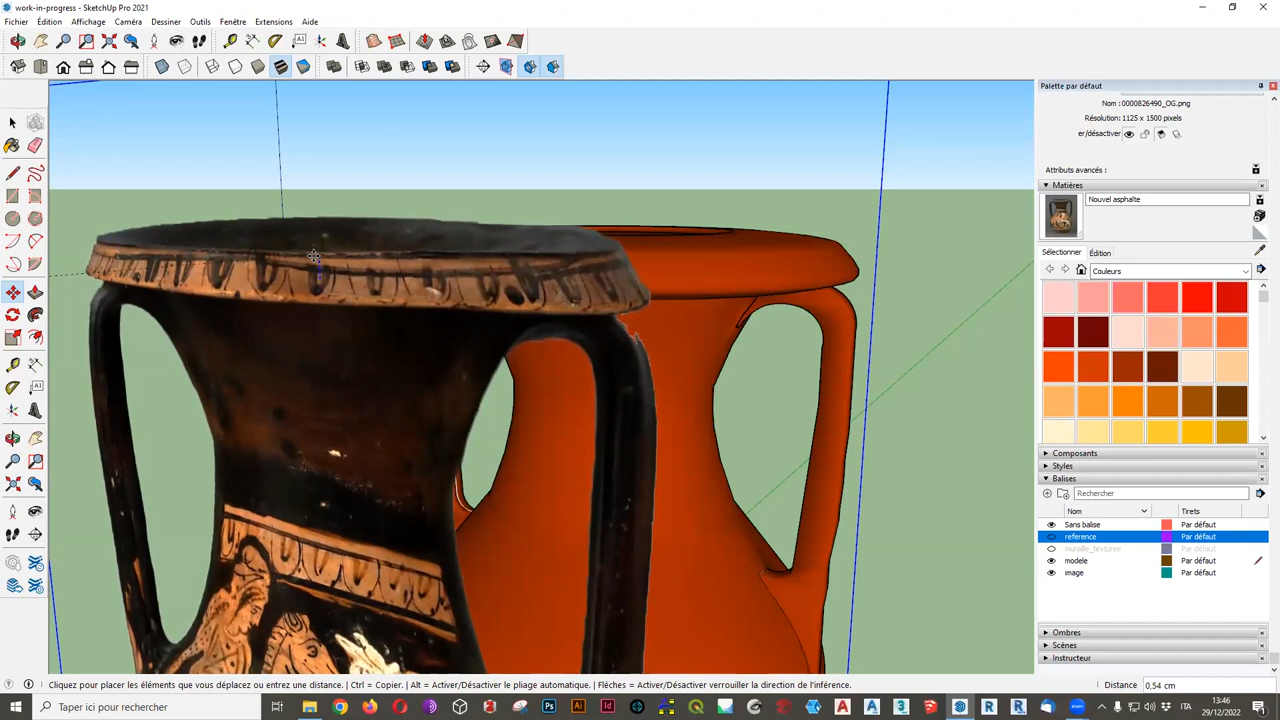 work-in-progress - SketchUp Pro 2021
Fichier Édition Affichage Caméra Dessiner Outils Fenêtre Extensions Aide
Palette par défaut
Nom : 0000826490_OG.png
Résolution: 1125 x 1500 pixels
er/désactiver
Attributs avancés :
Matières
Nouvel asphalte
Sélectionner Édition
Couleurs
Composants
Styles
Balises
Rechercher
Nom Tirets
Sans balise Par défaut
reference Par défaut
muraille_texturee Par défaut
modele Par défaut
image Par défaut
Ombres
Scènes
Instructeur
Cliquez pour placer les éléments que vous déplacez ou entrez une distance. | Ctrl = Copier. | Alt = Activer/Désactiver le pliage automatique. | Flèches = Activer/Désactiver verrouiller la direction de l'inférence. Distance 0,54 cm
Taper ici pour rechercher
13:46
29/12/2022